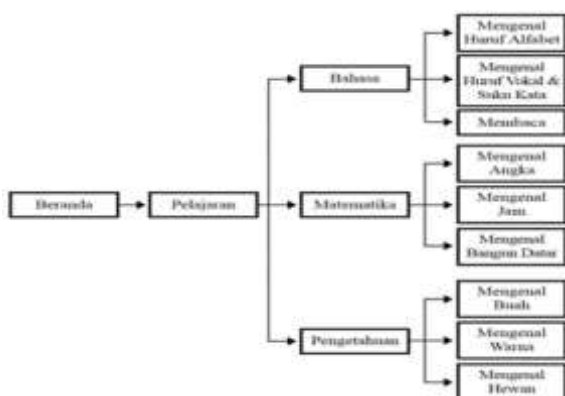 Mengenal
Huruf Alfabet
Bahasa
Mengenal
Huruf Vokal &
Suku Kata
Membaca
Mengenal
Angka
Beranda
Pelajaran
Matematika
Mengenal
Jam
Mengenal
Bangun Datar
Mengenal
Buah
Pengetahuan
Mengenal
Warna
Mengenal
Hewan